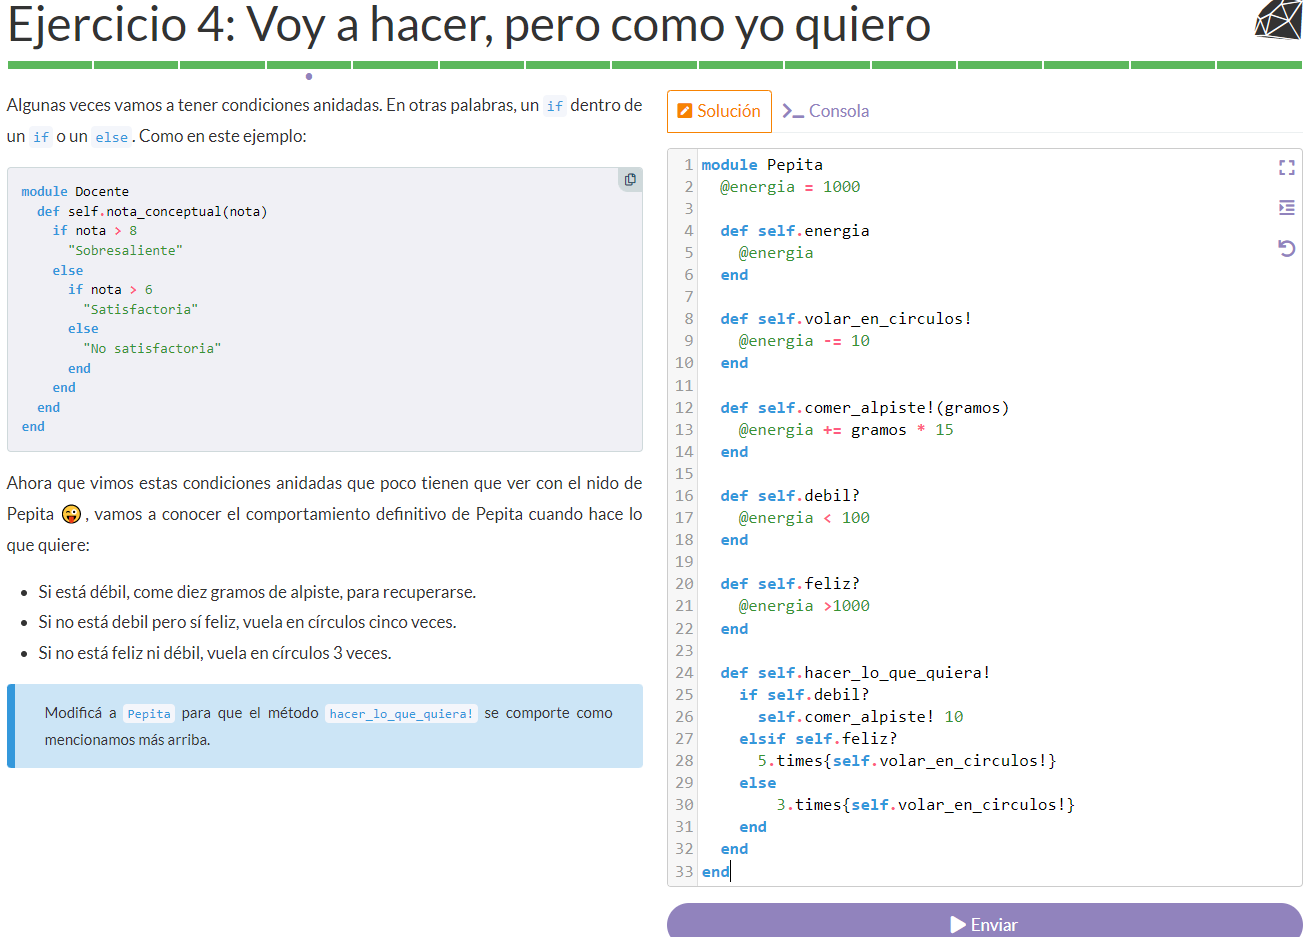 Ejercicio 4: Voy a hacer, pero como yo quiero
Algunas veces vamos a tener condiciones anidadas. En otras palabras, un if dentro de
un if o un else. Como en este ejemplo:
module Docente
  def self.nota_conceptual(nota)
    if nota > 8
      "Sobresaliente"
    else
      if nota > 6
        "Satisfactoria"
      else
        "No satisfactoria"
      end
    end
  end
end
Ahora que vimos estas condiciones anidadas que poco tienen que ver con el nido de
Pepita 😜, vamos a conocer el comportamiento definitivo de Pepita cuando hace lo
que quiere:
• Si está débil, come diez gramos de alpiste, para recuperarse.
• Si no está debil pero sí feliz, vuela en círculos cinco veces.
• Si no está feliz ni débil, vuela en círculos 3 veces.
Modificá a Pepita para que el método hacer_lo_que_quiera! se comporte como
mencionamos más arriba.
Solución
Consola
1 module Pepita
2   @energia = 1000
3
4   def self.energia
5     @energia
6   end
7
8   def self.volar_en_circulos!
9     @energia -= 10
10   end
11
12   def self.comer_alpiste!(gramos)
13     @energia += gramos * 15
14   end
15
16   def self.debil?
17     @energia < 100
18   end
19
20   def self.feliz?
21     @energia >1000
22   end
23
24   def self.hacer_lo_que_quiera!
25     if self.debil?
26       self.comer_alpiste! 10
27     elsif self.feliz?
28       5.times{self.volar_en_circulos!}
29     else
30         3.times{self.volar_en_circulos!}
31     end
32   end
33 end
Enviar